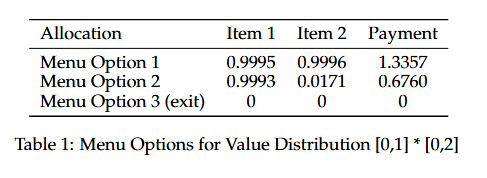 Allocation Item 1 Item 2 Payment
Menu Option 1 0.9995 0.9996 1.3357
Menu Option 2 0.9993 0.0171 0.6760
Menu Option 3 (exit) 0 0 0
Table 1: Menu Options for Value Distribution [0,1] * [0,2]